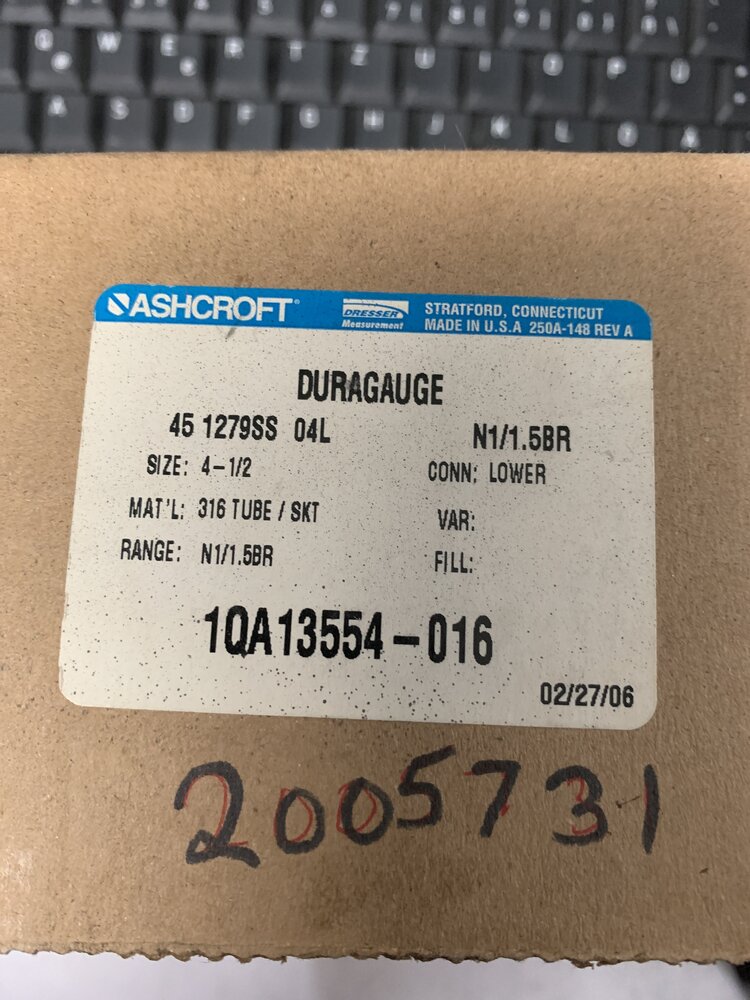 Q W E R T Z U I O P Ü
@ €
A S D F G H J K L Ö Ä
ASHCROFT®
DRESSER
Measurement
STRATFORD, CONNECTICUT
MADE IN U.S.A 250A-148 REV A
DURAGAUGE
45 1279SS 04L N1/1.5BR
SIZE: 4-1/2 CONN: LOWER
MAT'L: 316 TUBE / SKT VAR:
RANGE: N1/1.5BR FILL:
1QA13554-016
02/27/06
2005731